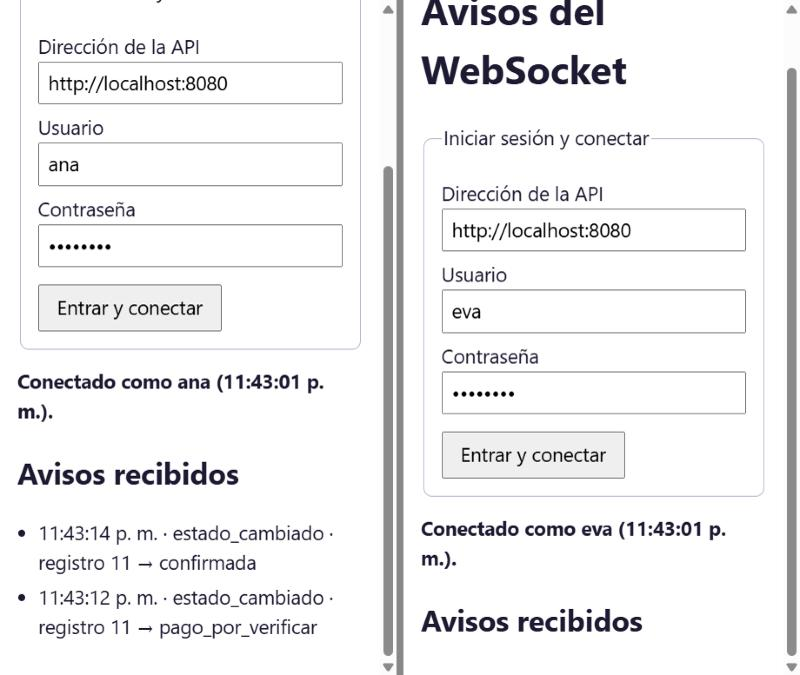 Dirección de la API
http://localhost:8080
Usuario
ana
Contraseña
••••••••
Entrar y conectar
Conectado como ana (11:43:01 p.
m.).
Avisos recibidos
• 11:43:14 p. m. · estado_cambiado ·
registro 11 → confirmada
• 11:43:12 p. m. · estado_cambiado ·
registro 11 → pago_por_verificar
Avisos del
WebSocket
Iniciar sesión y conectar
Dirección de la API
http://localhost:8080
Usuario
eva
Contraseña
••••••••
Entrar y conectar
Conectado como eva (11:43:01 p.
m.).
Avisos recibidos